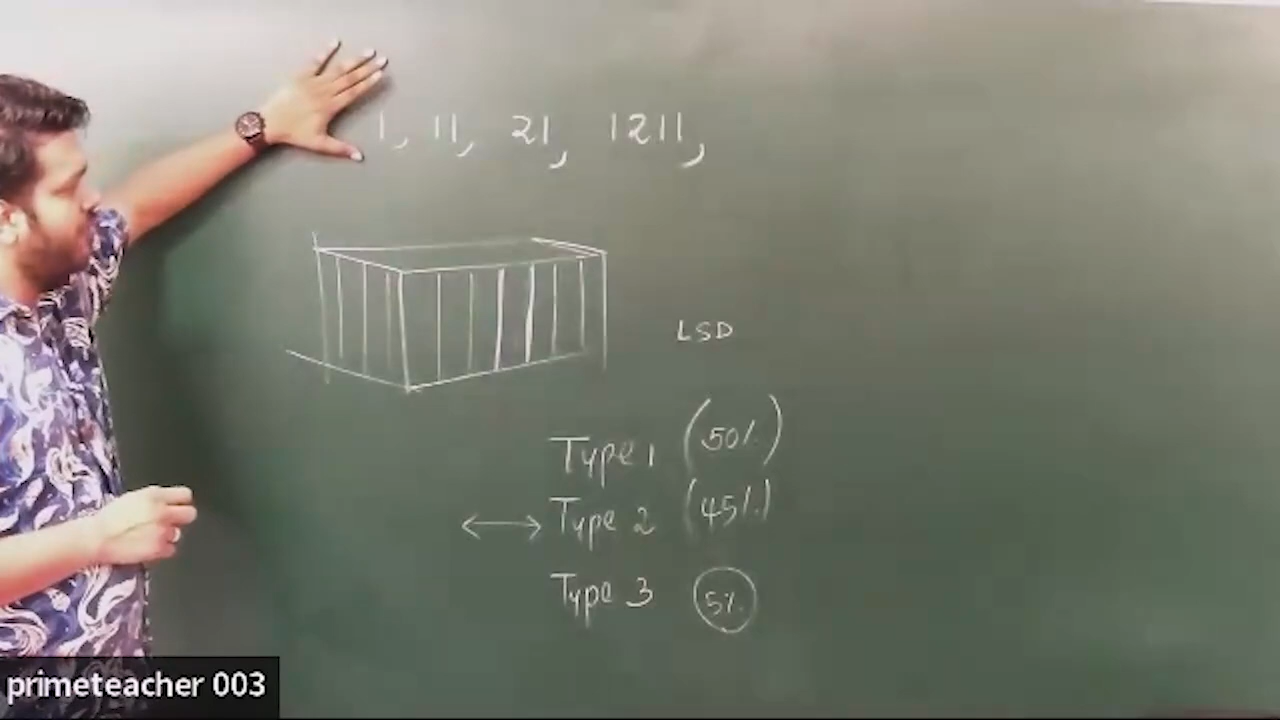 1, 11, 21, 1211,
LSD
Type 1 (50%)
Type 2 (45%)
Type 3 5%
primeteacher 003